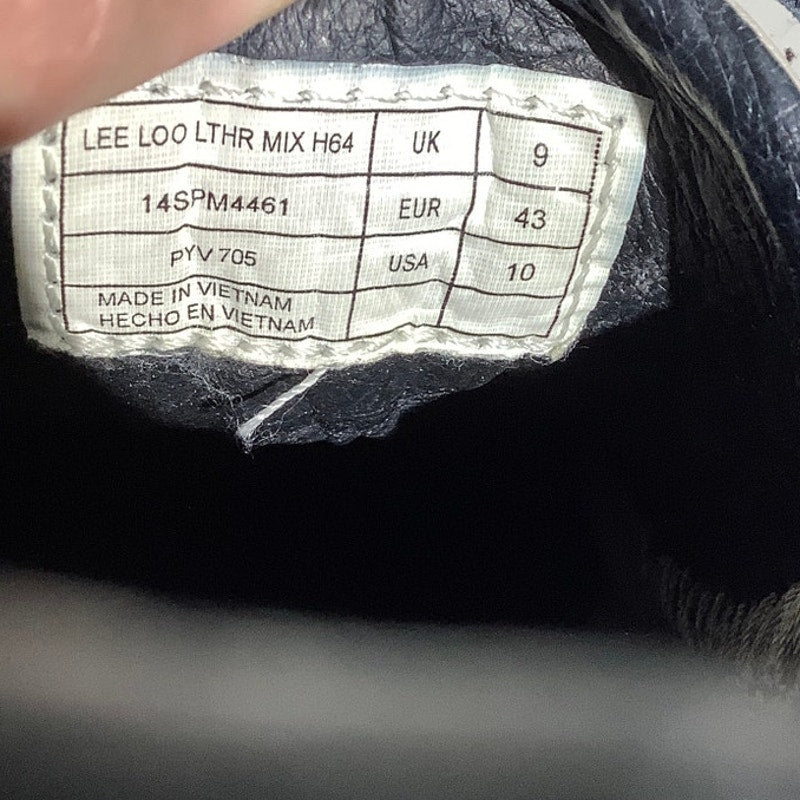 LEE LOO LTHR MIX H64 UK 9
14SPM4461 EUR 43
PYV 705 USA 10
MADE IN VIETNAM
HECHO EN VIETNAM